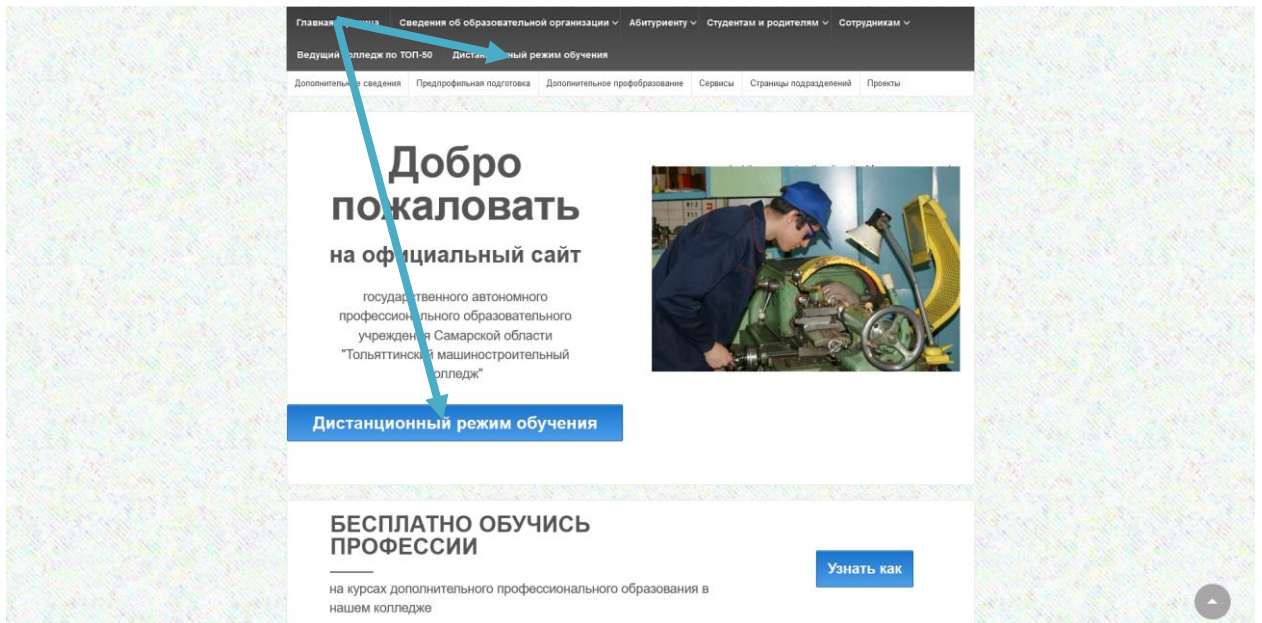 Главная страница Сведения об образовательной организации Абитуриенту Студентам и родителям Сотрудникам
Ведущий колледж по ТОП-50 Дистанционный режим обучения
Дополнительные сведения Предпрофильная подготовка Дополнительное профобразование Сервисы Страницы подразделений Проекты
Добро
пожаловать
на официальный сайт
государственного автономного
профессионального образовательного
учреждения Самарской области
"Тольяттинский машиностроительный
колледж"
Дистанционный режим обучения
БЕСПЛАТНО ОБУЧИСЬ
ПРОФЕССИИ
Узнать как
на курсах дополнительного профессионального образования в
нашем колледже